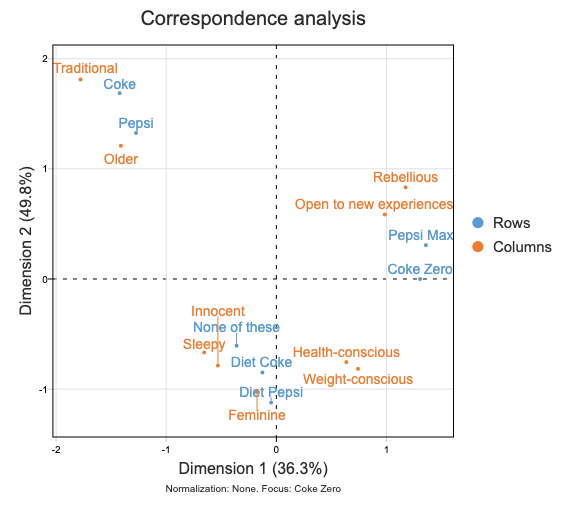 Correspondence analysis
Traditional
Coke
Pepsi
Older
Rebellious
Open to new experiences
Pepsi Max
Coke Zero
Innocent
None of these
Sleepy
Health-conscious
Diet Coke
Weight-conscious
Diet Pepsi
Feminine
Rows
Columns
2
1
0
-1
-2
-1
0
1
Dimension 2 (49.8%)
Dimension 1 (36.3%)
Normalization: None. Focus: Coke Zero